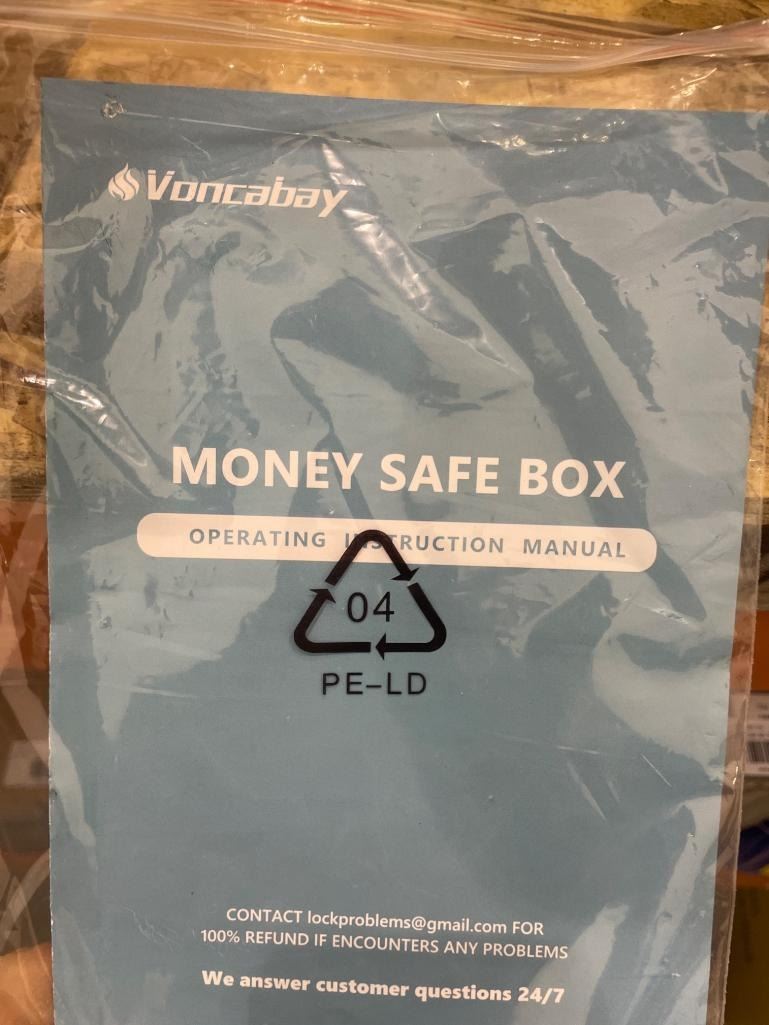 Voncabay
MONEY SAFE BOX
OPERATING INSTRUCTION MANUAL
04
PE-LD
CONTACT lockproblems@gmail.com FOR
100% REFUND IF ENCOUNTERS ANY PROBLEMS
We answer customer questions 24/7